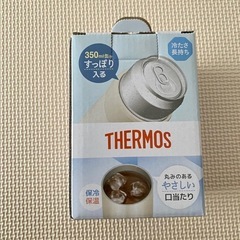 350ml缶が
すっぽり
入る
冷たさ
長持ち
THERMOS
保冷
保温
丸みのある
やさしい
口当たり